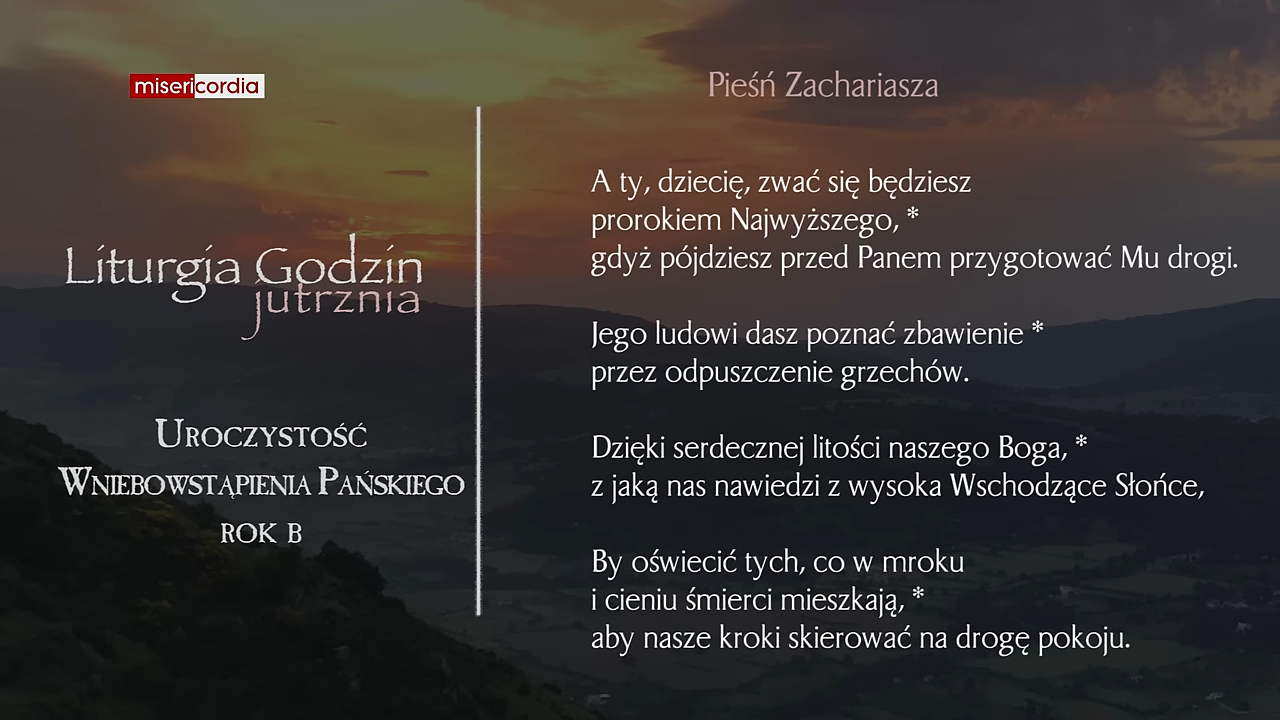 misericordia
Liturgia Godzin
jutrznia
Uroczystość
Wniebowstąpienia Pańskiego
rok B
Pieśń Zachariasza
A ty, dziecię, zwać się będziesz
prorokiem Najwyższego, *
gdyż pójdziesz przed Panem przygotować Mu drogi.
Jego ludowi dasz poznać zbawienie *
przez odpuszczenie grzechów.
Dzięki serdecznej litości naszego Boga, *
z jaką nas nawiedzi z wysoka Wschodzące Słońce,
By oświecić tych, co w mroku
i cieniu śmierci mieszkają, *
aby nasze kroki skierować na drogę pokoju.